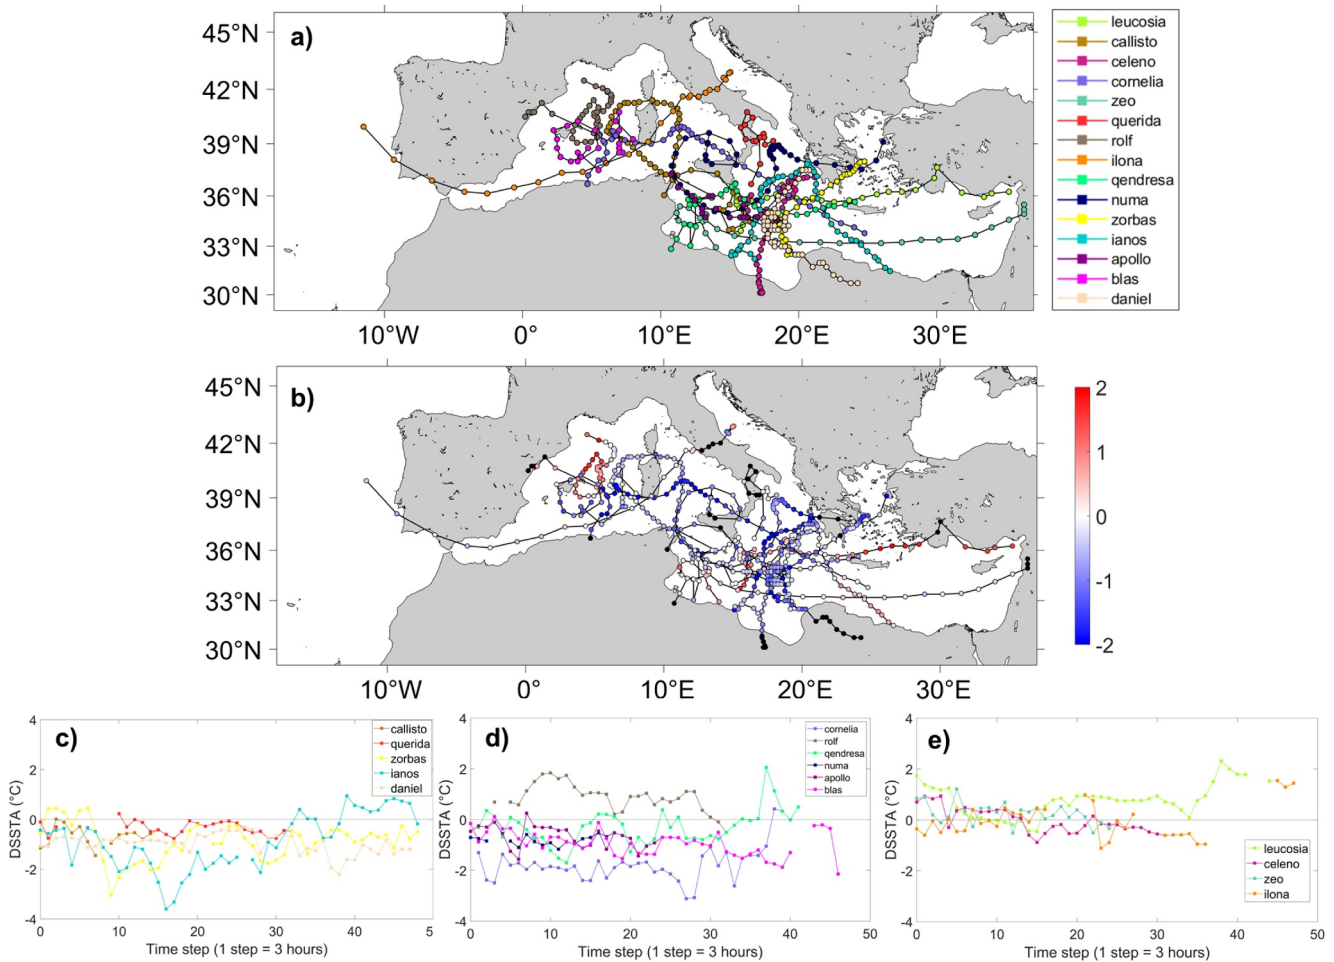 a)
45°N
42°N
39°N
36°N
33°N
30°N
10°W
0°
10°E
20°E
30°E
leucosia
callisto
celeno
cornelia
zeo
querida
rolf
ilona
qendresa
numa
zorbas
ianos
apollo
blas
daniel
b)
45°N
42°N
39°N
36°N
33°N
30°N
10°W
0°
10°E
20°E
30°E
2
1
0
-1
-2
c)
DSSTA (°C)
4
2
0
-2
-4
0
10
20
30
40
5
Time step (1 step = 3 hours)
callisto
querida
zorbas
ianos
daniel
d)
DSSTA (°C)
4
2
0
-2
-4
0
10
20
30
40
50
Time step (1 step = 3 hours)
cornelia
rolf
qendresa
numa
apollo
blas
e)
DSSTA (°C)
4
2
0
-2
-4
0
10
20
30
40
50
Time step (1 step = 3 hours)
leucosia
celeno
zeo
ilona